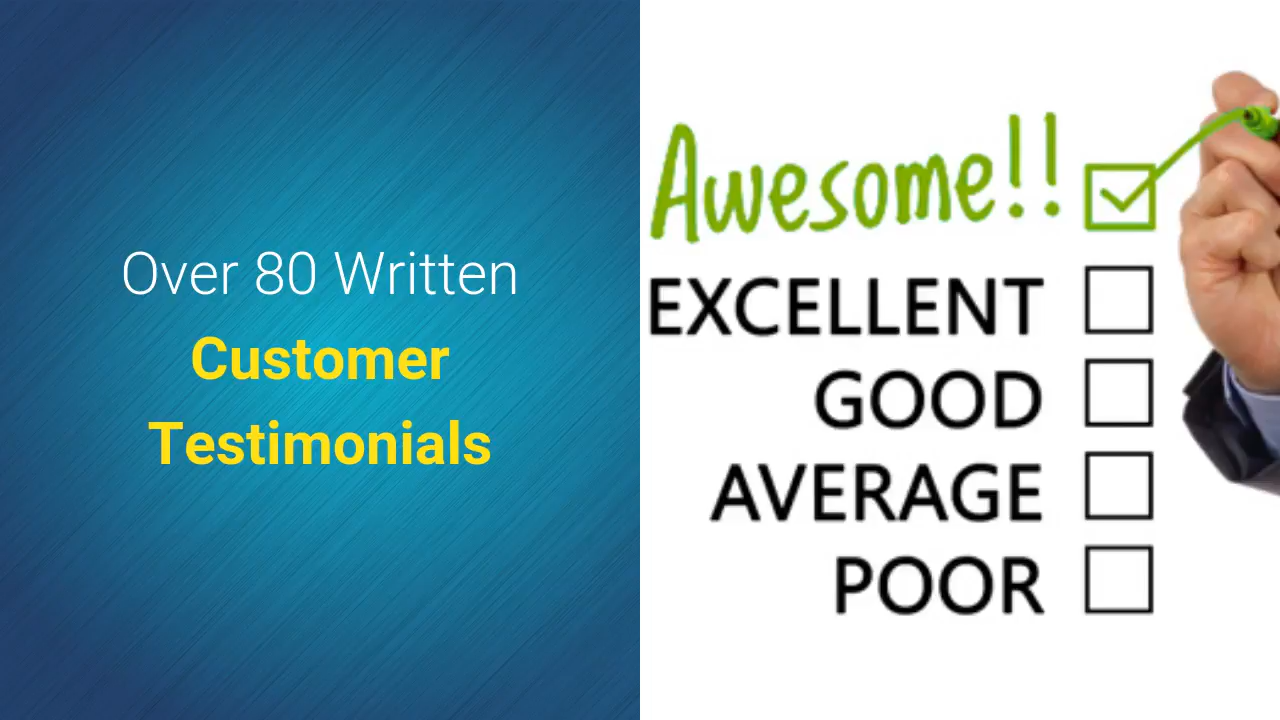 Over 80 Written
Customer
Testimonials
Awesome!!
EXCELLENT
GOOD
AVERAGE
POOR